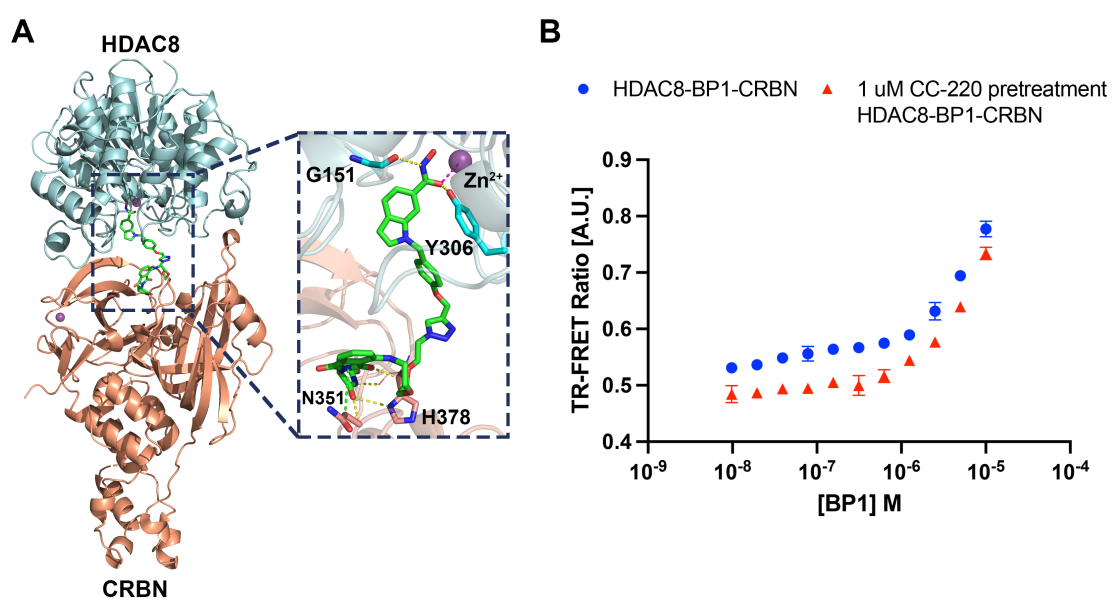 A
HDAC8
G151
Zn²⁺
Y306
N351
H378
CRBN
B
HDAC8-BP1-CRBN
1 uM CC-220 pretreatment
HDAC8-BP1-CRBN
TR-FRET Ratio [A.U.]
0.9
0.8
0.7
0.6
0.5
0.4
10⁻⁹
10⁻⁸
10⁻⁷
10⁻⁶
10⁻⁵
10⁻⁴
[BP1] M